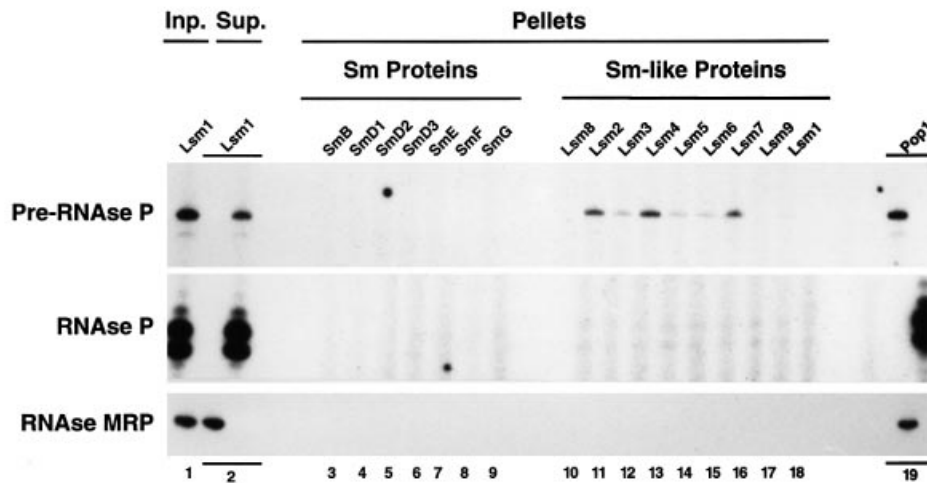 Inp. Sup. Pellets
Sm Proteins Sm-like Proteins
Lsm1 Lsm1 SmB SmD1 SmD2 SmD3 SmE SmF SmG Lsm8 Lsm2 Lsm3 Lsm4 Lsm5 Lsm6 Lsm7 Lsm9 Lsm1 Pop1
Pre-RNAse P
RNAse P
RNAse MRP
1 2 3 4 5 6 7 8 9 10 11 12 13 14 15 16 17 18 19